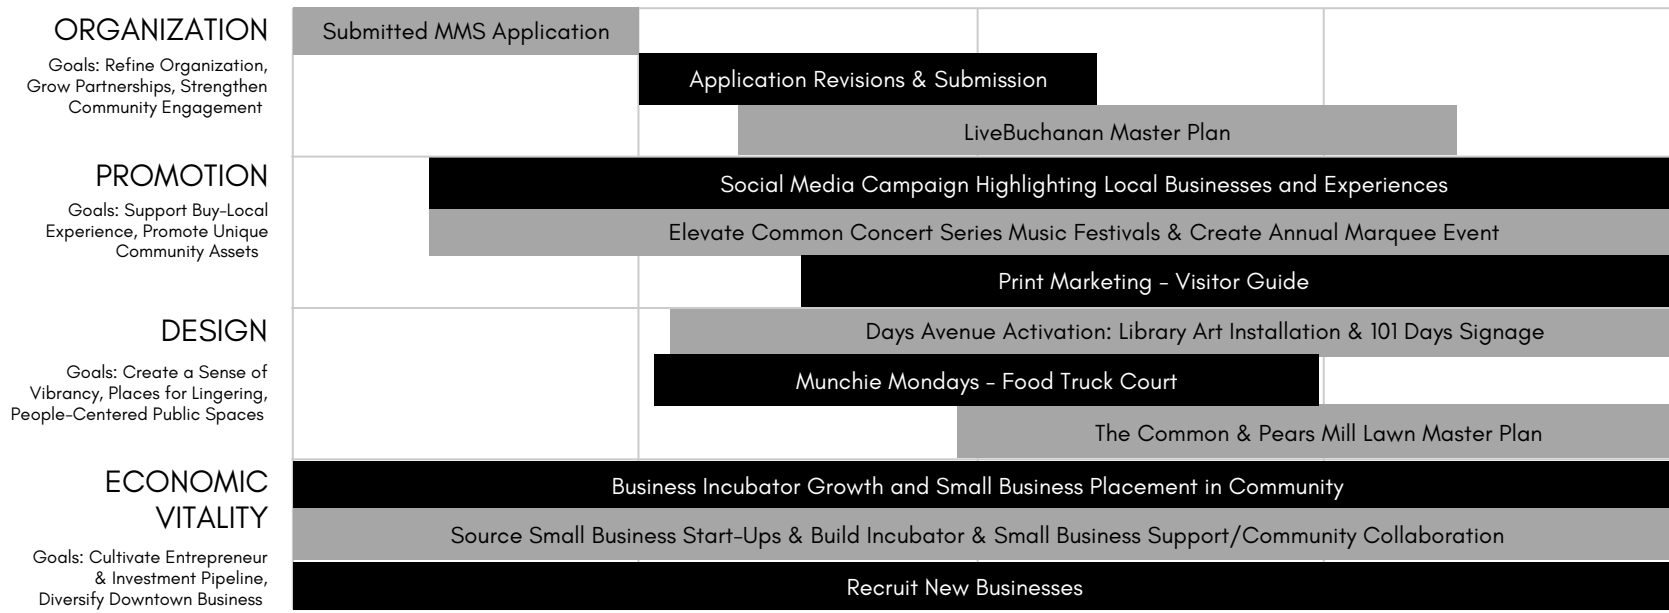 ORGANIZATION
Goals: Refine Organization,
Grow Partnerships, Strengthen
Community Engagement
Submitted MMS Application
Application Revisions & Submission
LiveBuchanan Master Plan
PROMOTION
Goals: Support Buy-Local
Experience, Promote Unique
Community Assets
Social Media Campaign Highlighting Local Businesses and Experiences
Elevate Common Concert Series Music Festivals & Create Annual Marquee Event
Print Marketing - Visitor Guide
DESIGN
Goals: Create a Sense of
Vibrancy, Places for Lingering,
People-Centered Public Spaces
Days Avenue Activation: Library Art Installation & 101 Days Signage
Munchie Mondays - Food Truck Court
The Common & Pears Mill Lawn Master Plan
ECONOMIC
VITALITY
Goals: Cultivate Entrepreneur
& Investment Pipeline,
Diversify Downtown Business
Business Incubator Growth and Small Business Placement in Community
Source Small Business Start-Ups & Build Incubator & Small Business Support/Community Collaboration
Recruit New Businesses